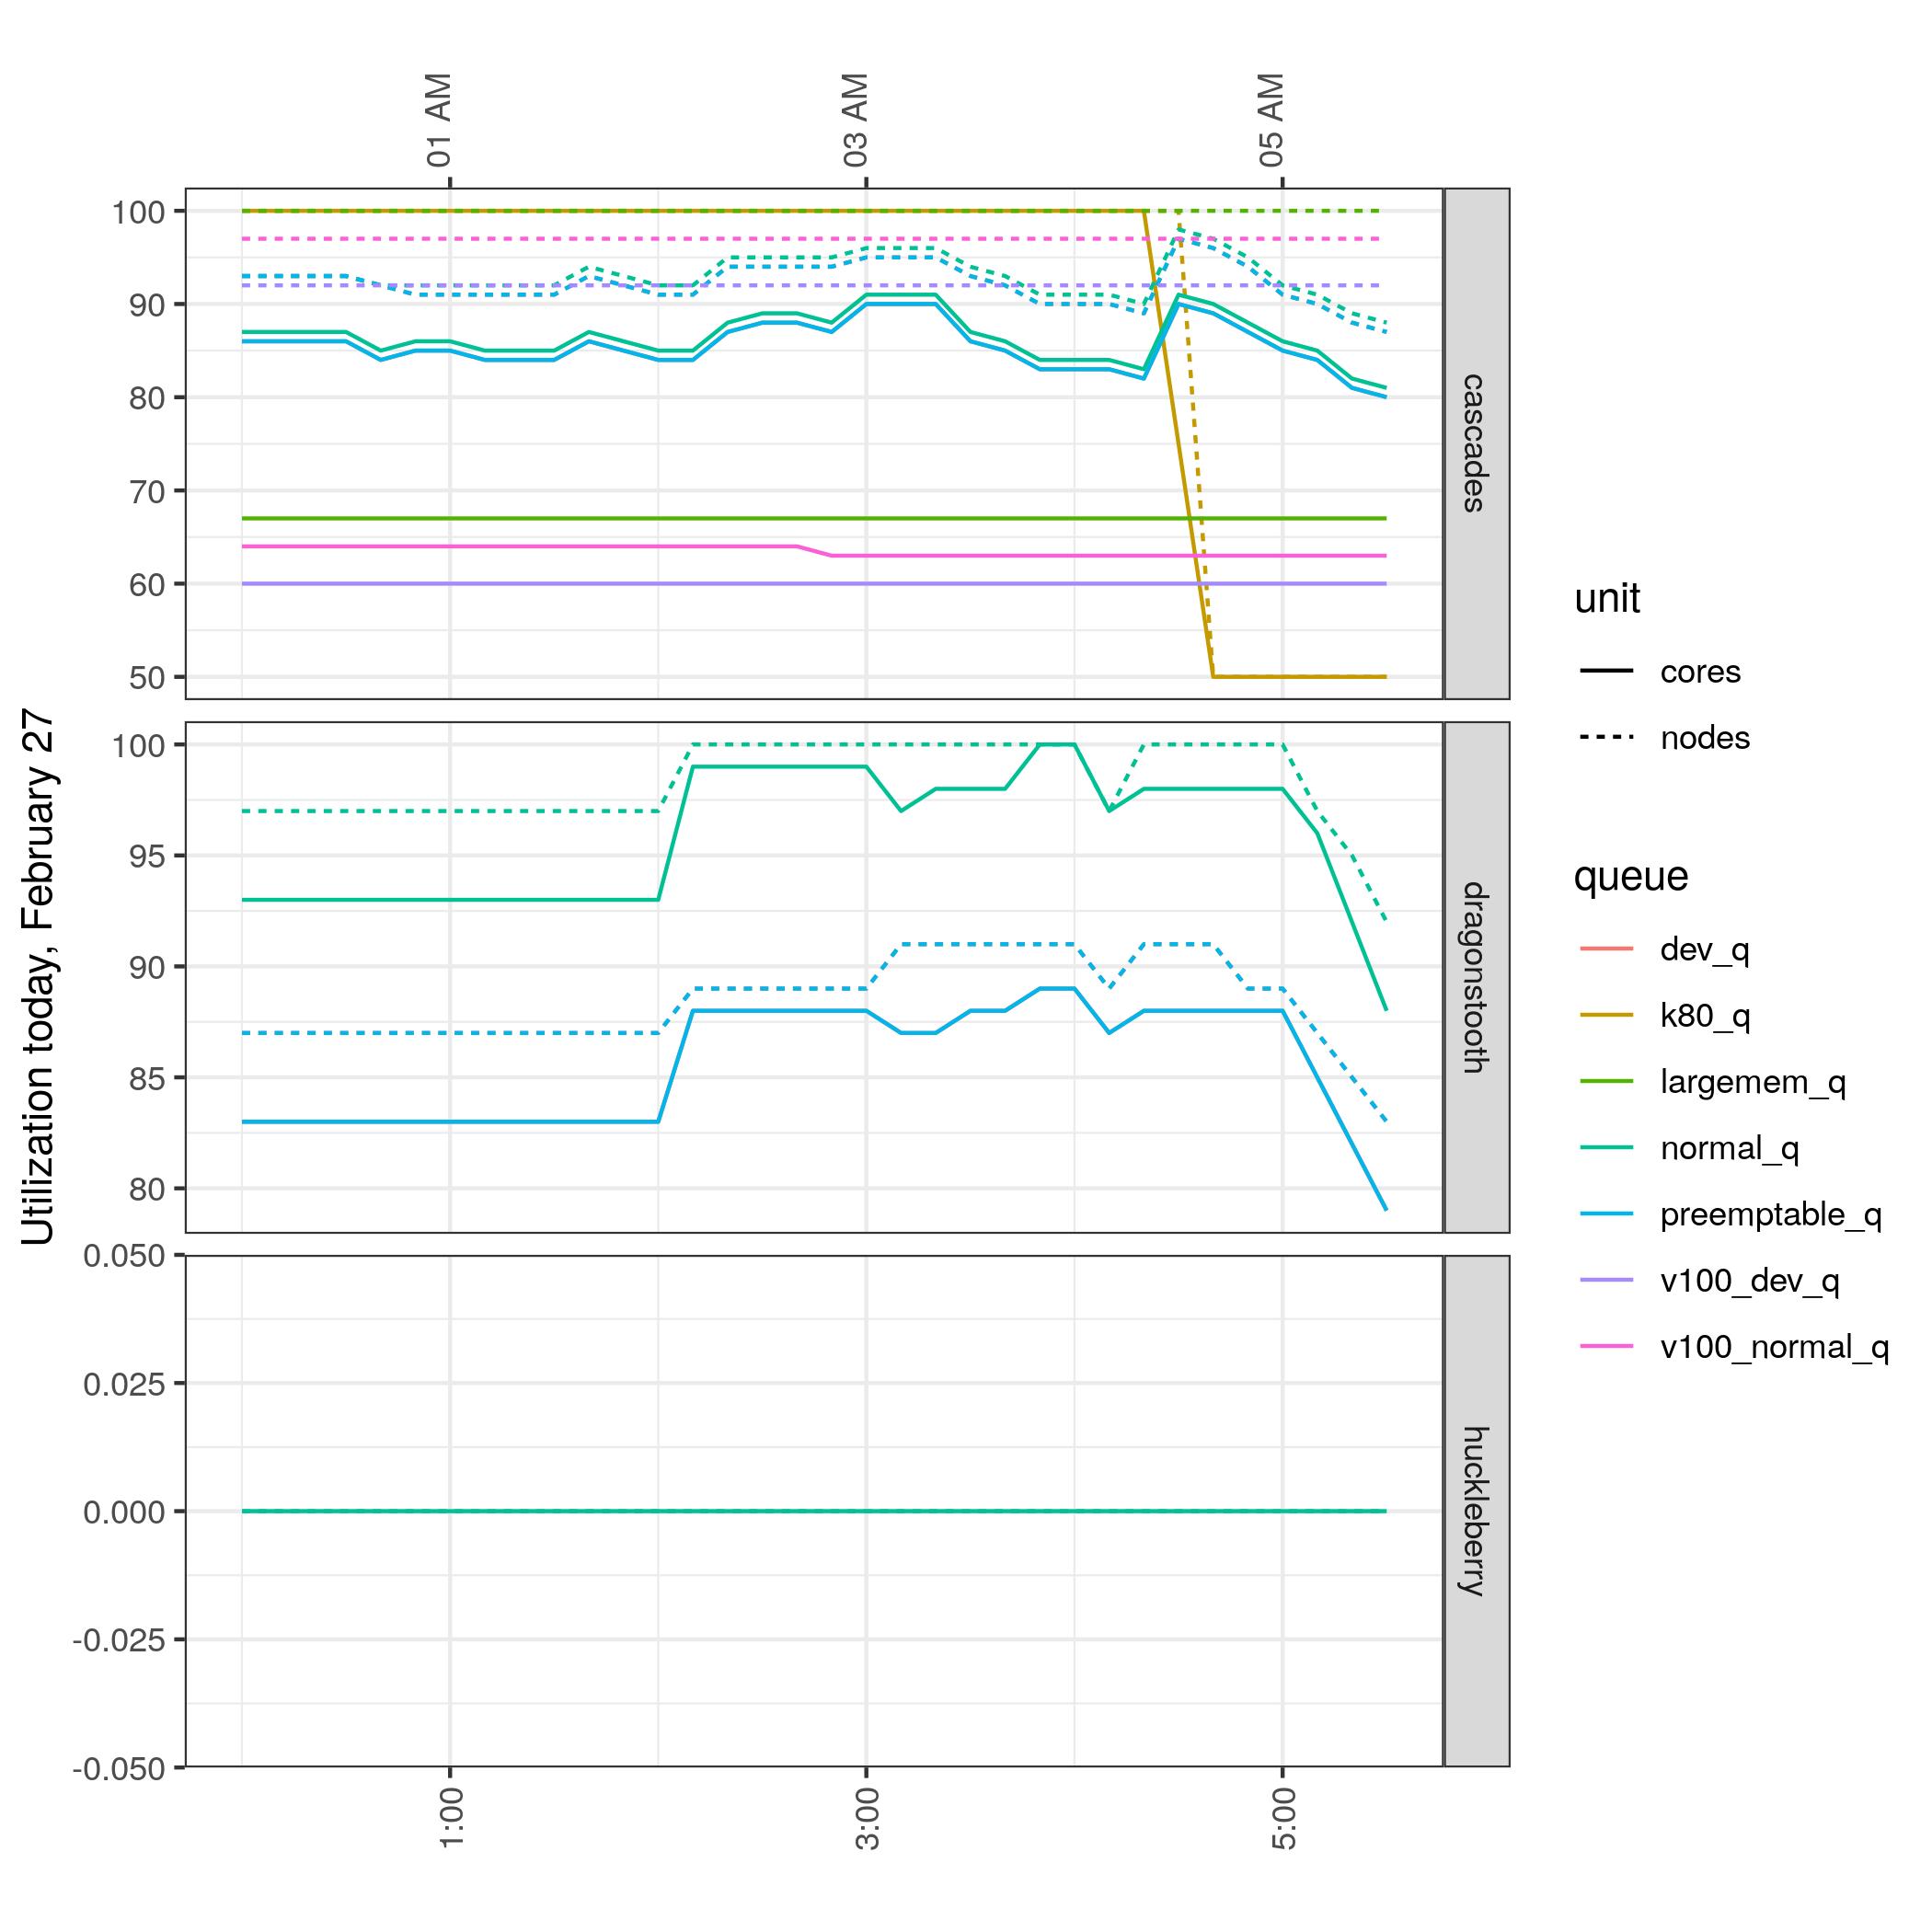 01 AM
03 AM
05 AM
Utilization today, February 27
100
90
80
70
60
50
cascades
100
95
90
85
80
dragonstooth
0.050
0.025
0.000
-0.025
-0.050
huckleberry
1:00
3:00
5:00
unit
cores
nodes
queue
dev_q
k80_q
largemem_q
normal_q
preemptable_q
v100_dev_q
v100_normal_q